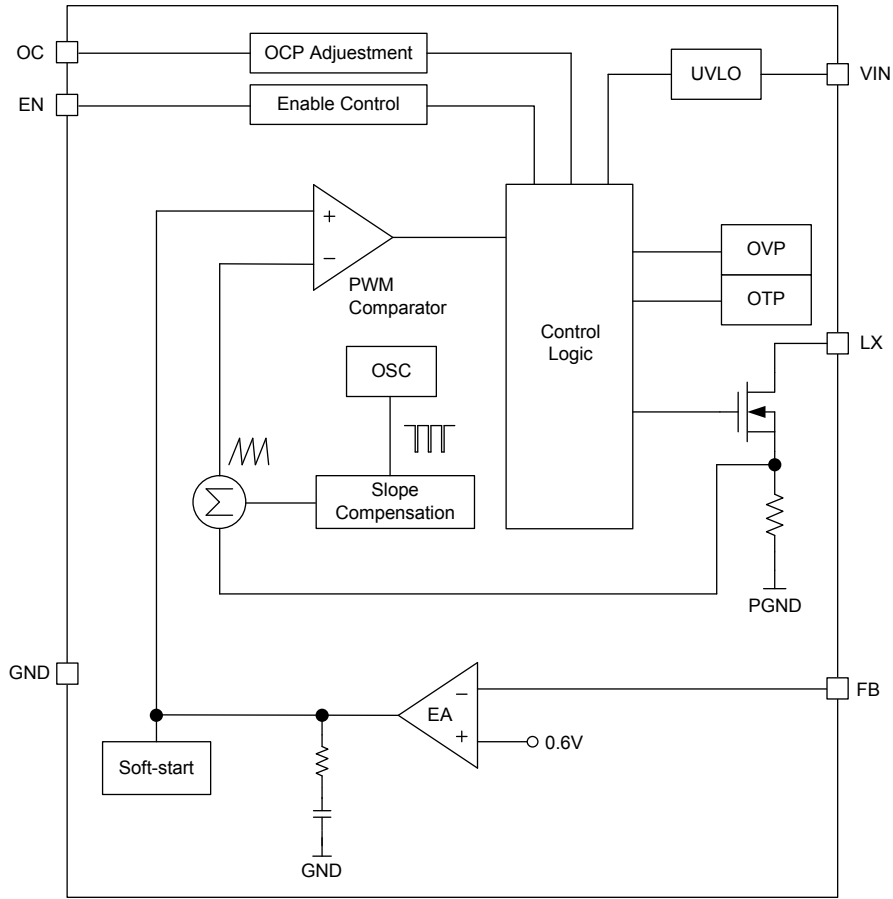 OC
OCP Adjuestment
UVLO
VIN
EN
Enable Control
+
−
PWM
Comparator
Control
Logic
OVP
OTP
LX
OSC
Σ
Slope
Compensation
PGND
GND
FB
−
EA
+
0.6V
Soft-start
GND